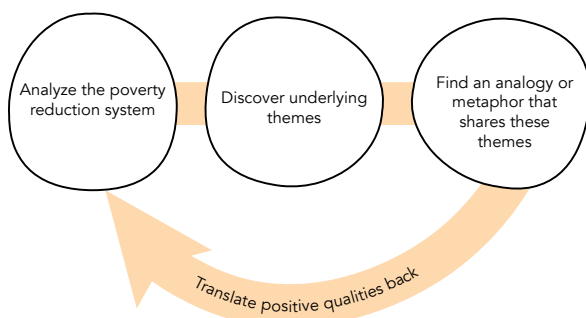 Analyze the poverty
reduction system
Discover underlying
themes
Find an analogy or
metaphor that
shares these
themes
Translate positive qualities back